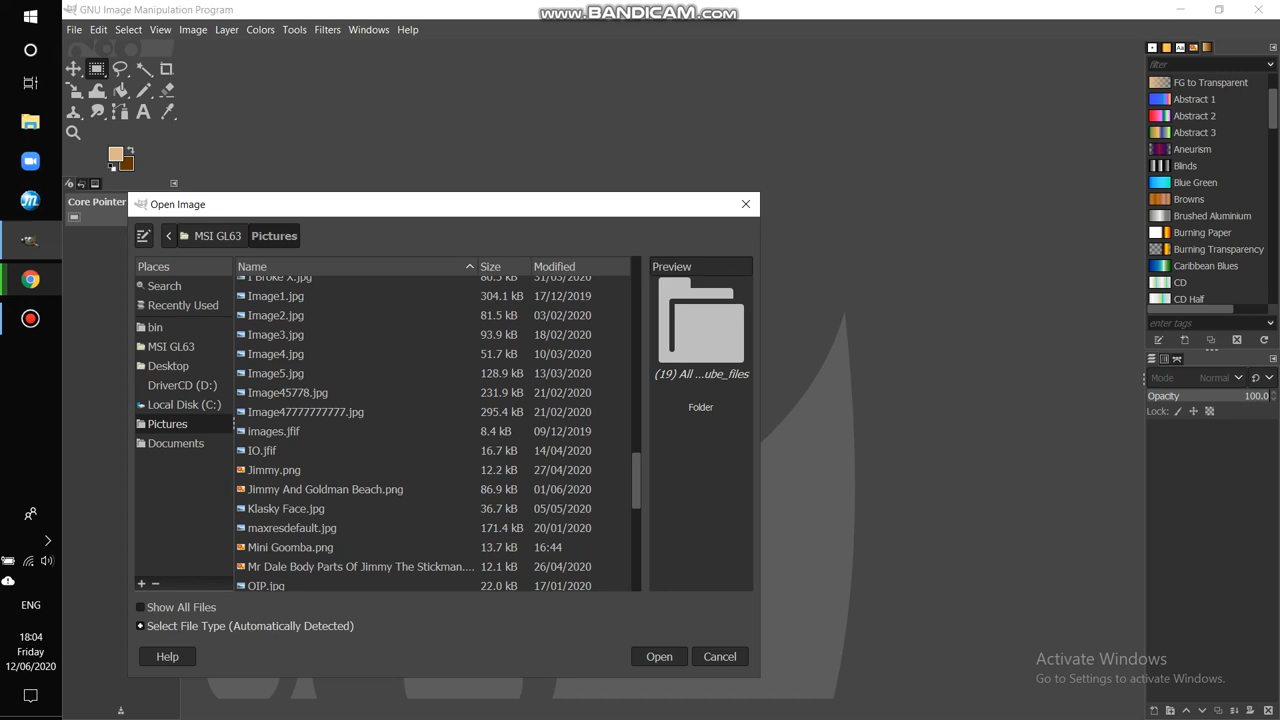 GNU Image Manipulation Program
www.BANDICAM.com
File Edit Select View Image Layer Colors Tools Filters Windows Help
Core Pointer
Open Image
MSI GL63 Pictures
Places
Search
Recently Used
bin
MSI GL63
Desktop
DriverCD (D:)
Local Disk (C:)
Pictures
Documents
Name Size Modified
I Broke X.jpg 80.5 kB 31/03/2020
Image1.jpg 304.1 kB 17/12/2019
Image2.jpg 81.5 kB 03/02/2020
Image3.jpg 93.9 kB 18/02/2020
Image4.jpg 51.7 kB 10/03/2020
Image5.jpg 128.9 kB 13/03/2020
Image45778.jpg 231.9 kB 21/02/2020
Image47777777777.jpg 295.4 kB 21/02/2020
images.jfif 8.4 kB 09/12/2019
IO.jfif 16.7 kB 14/04/2020
Jimmy.png 12.2 kB 27/04/2020
Jimmy And Goldman Beach.png 86.9 kB 01/06/2020
Klasky Face.jpg 36.7 kB 05/05/2020
maxresdefault.jpg 171.4 kB 20/01/2020
Mini Goomba.png 13.7 kB 16:44
Mr Dale Body Parts Of Jimmy The Stickman.... 12.1 kB 26/04/2020
OIP.jpg 22.0 kB 17/01/2020
Preview
(19) All ...ube_files
Folder
Show All Files
Select File Type (Automatically Detected)
Help Open Cancel
filter
FG to Transparent
Abstract 1
Abstract 2
Abstract 3
Aneurism
Blinds
Blue Green
Browns
Brushed Aluminium
Burning Paper
Burning Transparency
Caribbean Blues
CD
CD Half
enter tags
Mode Normal
Opacity 100.0
Lock:
Activate Windows
Go to Settings to activate Windows.
ENG
18:04
Friday
12/06/2020